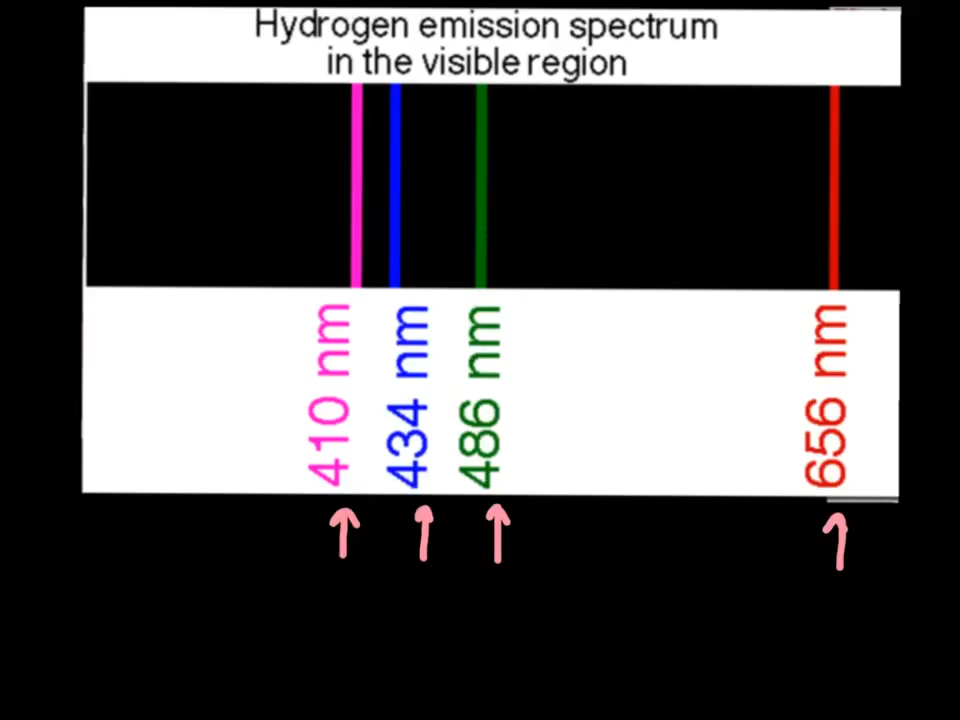 Hydrogen emission spectrum
in the visible region
410 nm
434 nm
486 nm
656 nm